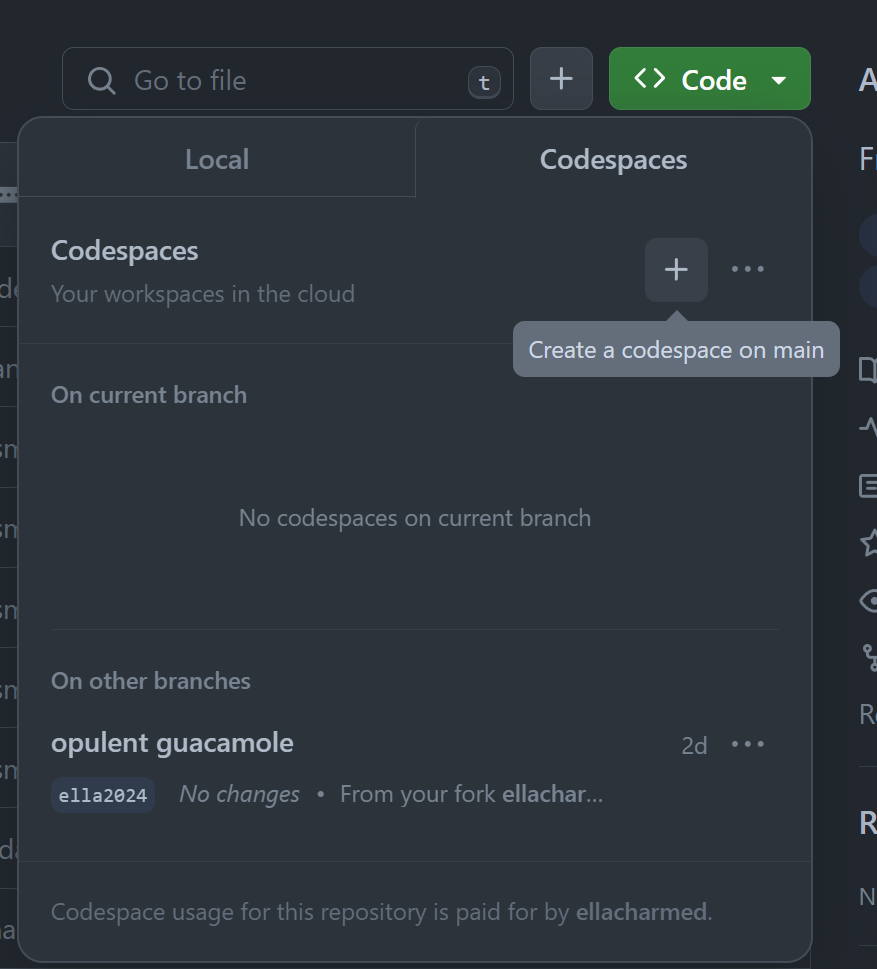 Go to file
t
Code
Local
Codespaces
Codespaces
Your workspaces in the cloud
Create a codespace on main
On current branch
No codespaces on current branch
On other branches
opulent guacamole
2d
ella2024 No changes • From your fork ellachar...
Codespace usage for this repository is paid for by ellacharmed.